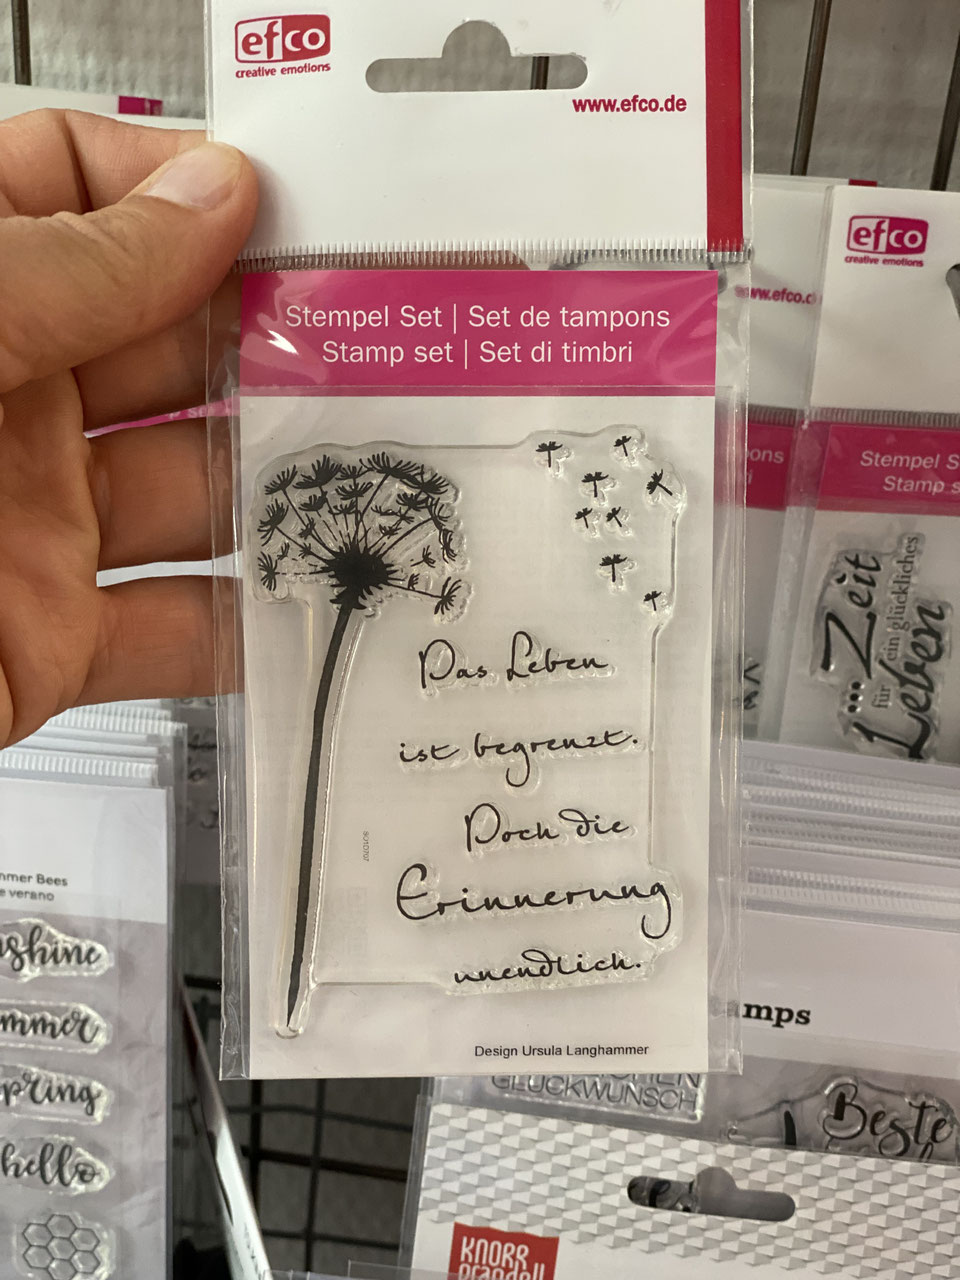 efco
creative emotions
www.efco.de
Stempel Set | Set de tampons
Stamp set | Set di timbri
Das Leben
ist begrenzt.
Doch die
Erinnerung
unendlich.
Design Ursula Langhammer
efco
creative emotions
www.efco.d
Stempel S
Stamp s
...Zeit
für ein glückliches
Leben
mmer Bees
e verano
shine
mmer
pring
hello
mps
GLÜCKWUNSCH
Beste
KNORR
prandell